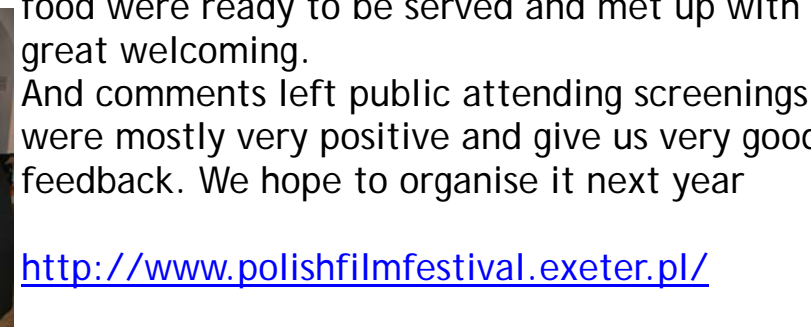 food were ready to be served and met up with
great welcoming.
And comments left public attending screenings
were mostly very positive and give us very good
feedback. We hope to organise it next year
http://www.polishfilmfestival.exeter.pl/